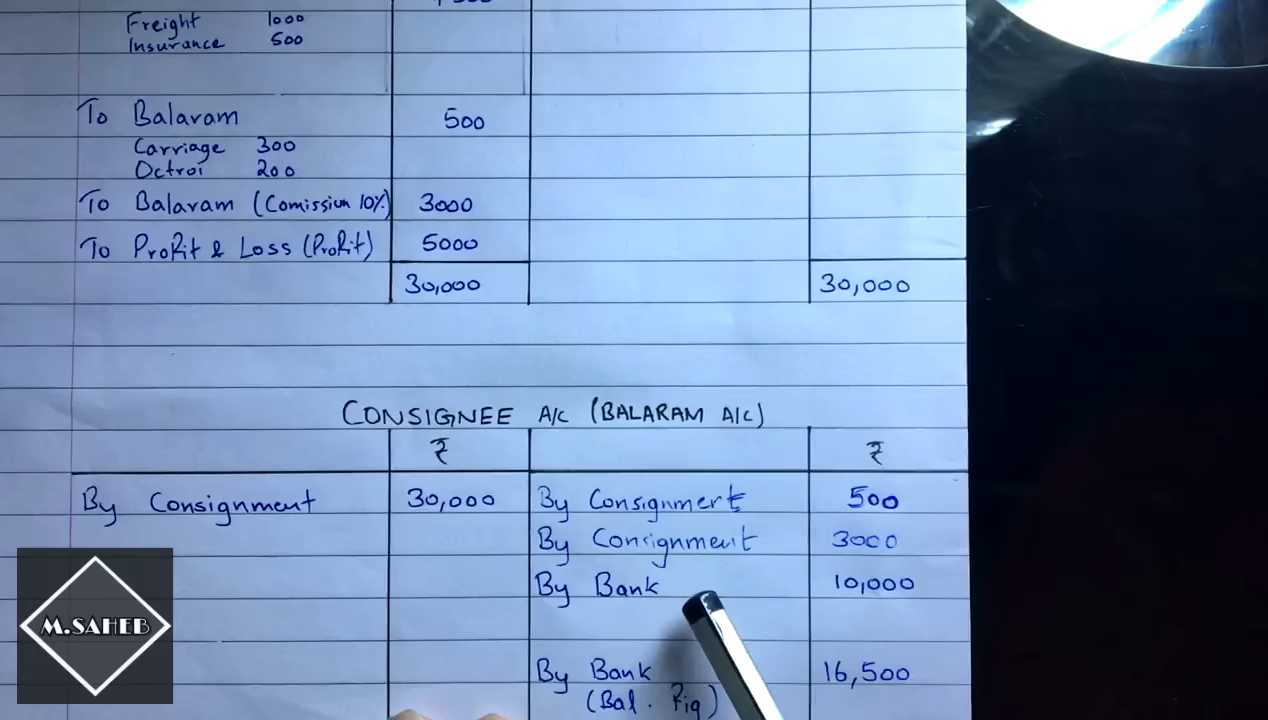 Freight 1000
Insurance 500
To Balaram 500
Carriage 300
Octroi 200
To Balaram (Comission 10%) 3000
To Profit & Loss (Profit) 5000
30,000 30,000
CONSIGNEE A/C (BALARAM A/C)
₹ ₹
By Consignment 30,000 By Consignment 500
By Consignment 3000
By Bank 10,000
By Bank 16,500
(Bal. Fig)
M.SAHEB